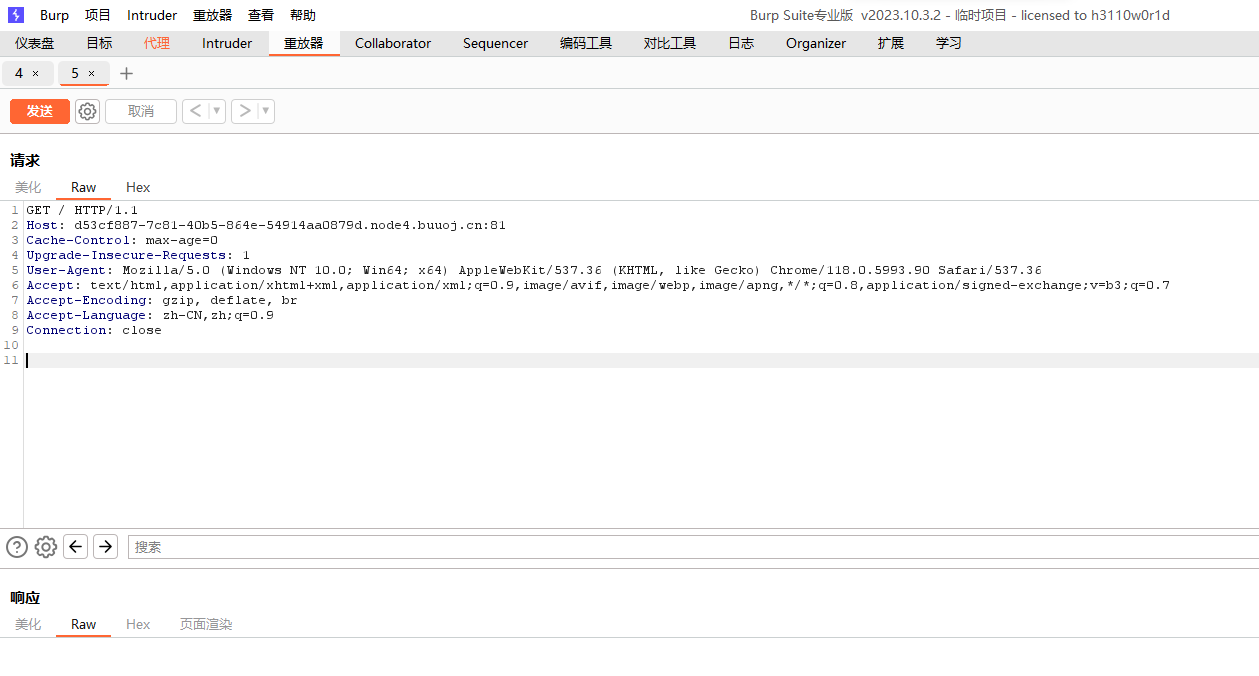 Burp 项目 Intruder 重放器 查看 帮助 Burp Suite专业版 v2023.10.3.2 - 临时项目 - licensed to h3110w0r1d
仪表盘 目标 代理 Intruder 重放器 Collaborator Sequencer 编码工具 对比工具 日志 Organizer 扩展 学习
4 × 5 × +
发送 取消 < ▼ > ▼
请求
美化 Raw Hex
1 GET / HTTP/1.1
2 Host: d53cf887-7c81-40b5-864e-54914aa0879d.node4.buuoj.cn:81
3 Cache-Control: max-age=0
4 Upgrade-Insecure-Requests: 1
5 User-Agent: Mozilla/5.0 (Windows NT 10.0; Win64; x64) AppleWebKit/537.36 (KHTML, like Gecko) Chrome/118.0.5993.90 Safari/537.36
6 Accept: text/html,application/xhtml+xml,application/xml;q=0.9,image/avif,image/webp,image/apng,*/*;q=0.8,application/signed-exchange;v=b3;q=0.7
7 Accept-Encoding: gzip, deflate, br
8 Accept-Language: zh-CN,zh;q=0.9
9 Connection: close
10
11
? ← → 搜索
响应
美化 Raw Hex 页面渲染